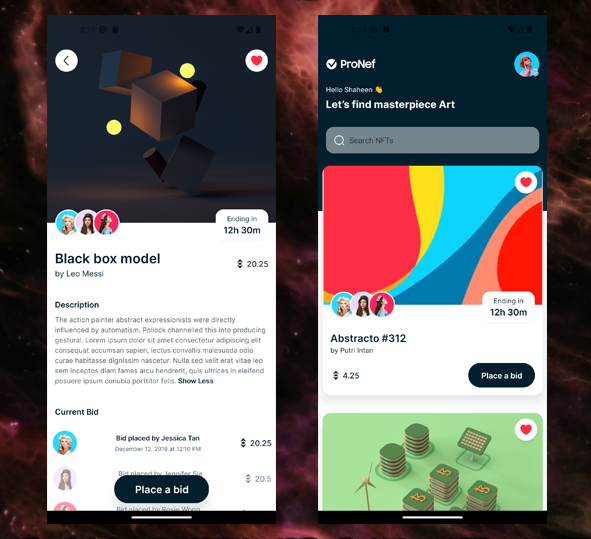 2:16
Ending in
12h 30m
Black box model
20.25
by Leo Messi
Description
The action painter abstract expressionists were directly
influenced by automatism. Pollock channelled this into producing
gestural. Lorem ipsum dolor sit amet consectetur adipiscing elit
consequat accumsan sapien, lectus convallis malesuada odio
curae habitasse dignissim nascetur. Nulla sed velit erat vitae leo
sem inceptos diam fames arcu hendrerit, quis ultrices in eleifend
posuere ipsum conubia porttitor felis. Show Less
Current Bid
Bid placed by Jessica Tan
December 12, 2019 at 12:10 PM
20.25
Bid placed by Jennifer Sia
20.5
Place a bid
Bid placed by Rosie Wong
ProNef
Hello Shaheen 👋
Let's find masterpiece Art
Search NFTs
Ending in
12h 30m
Abstracto #312
by Putri Intan
4.25
Place a bid